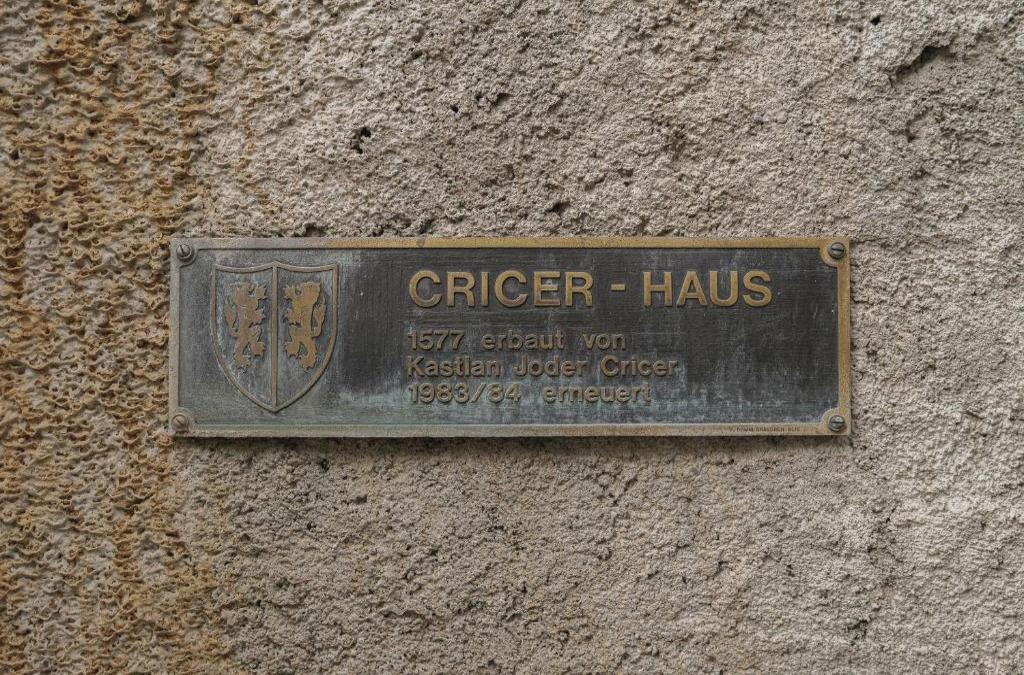 CRICER - HAUS
1577 erbaut von
Kastlan Joder Cricer
1983/84 erneuert